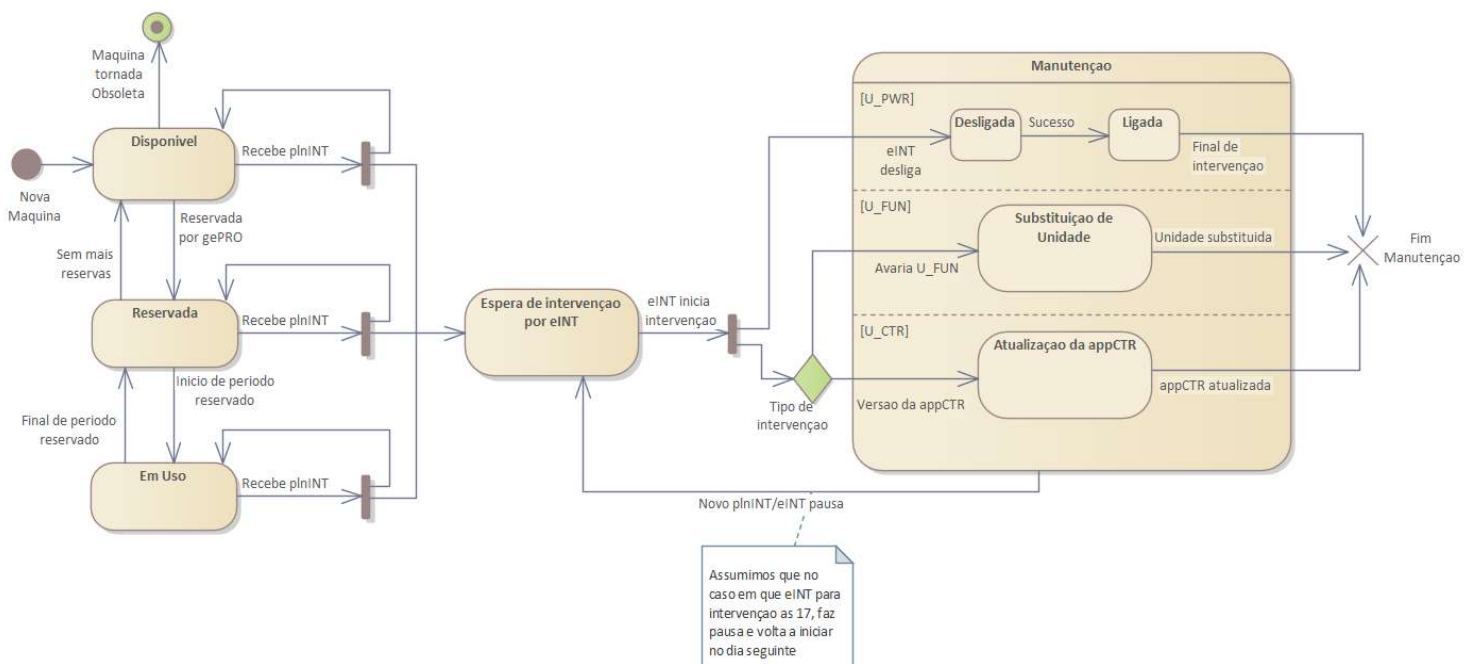 Maquina
tornada
Obsoleta
Disponivel
Recebe plnINT
Nova
Maquina
Reservada
por gePRO
Sem mais
reservas
Reservada
Recebe plnINT
Inicio de periodo
reservado
Final de periodo
reservado
Em Uso
Recebe plnINT
Espera de intervençao
por eINT
eINT inicia
intervençao
Tipo de
intervençao
Manutençao
[U_PWR]
Desligada
Sucesso
Ligada
eINT
desliga
Final de
intervençao
[U_FUN]
Substituiçao de
Unidade
Avaria U_FUN
Unidade substituida
Fim
Manutençao
[U_CTR]
Atualizaçao da appCTR
Versao da appCTR
appCTR atualizada
Novo plnINT/eINT pausa
Assumimos que no
caso em que eINT para
intervençao as 17, faz
pausa e volta a iniciar
no dia seguinte